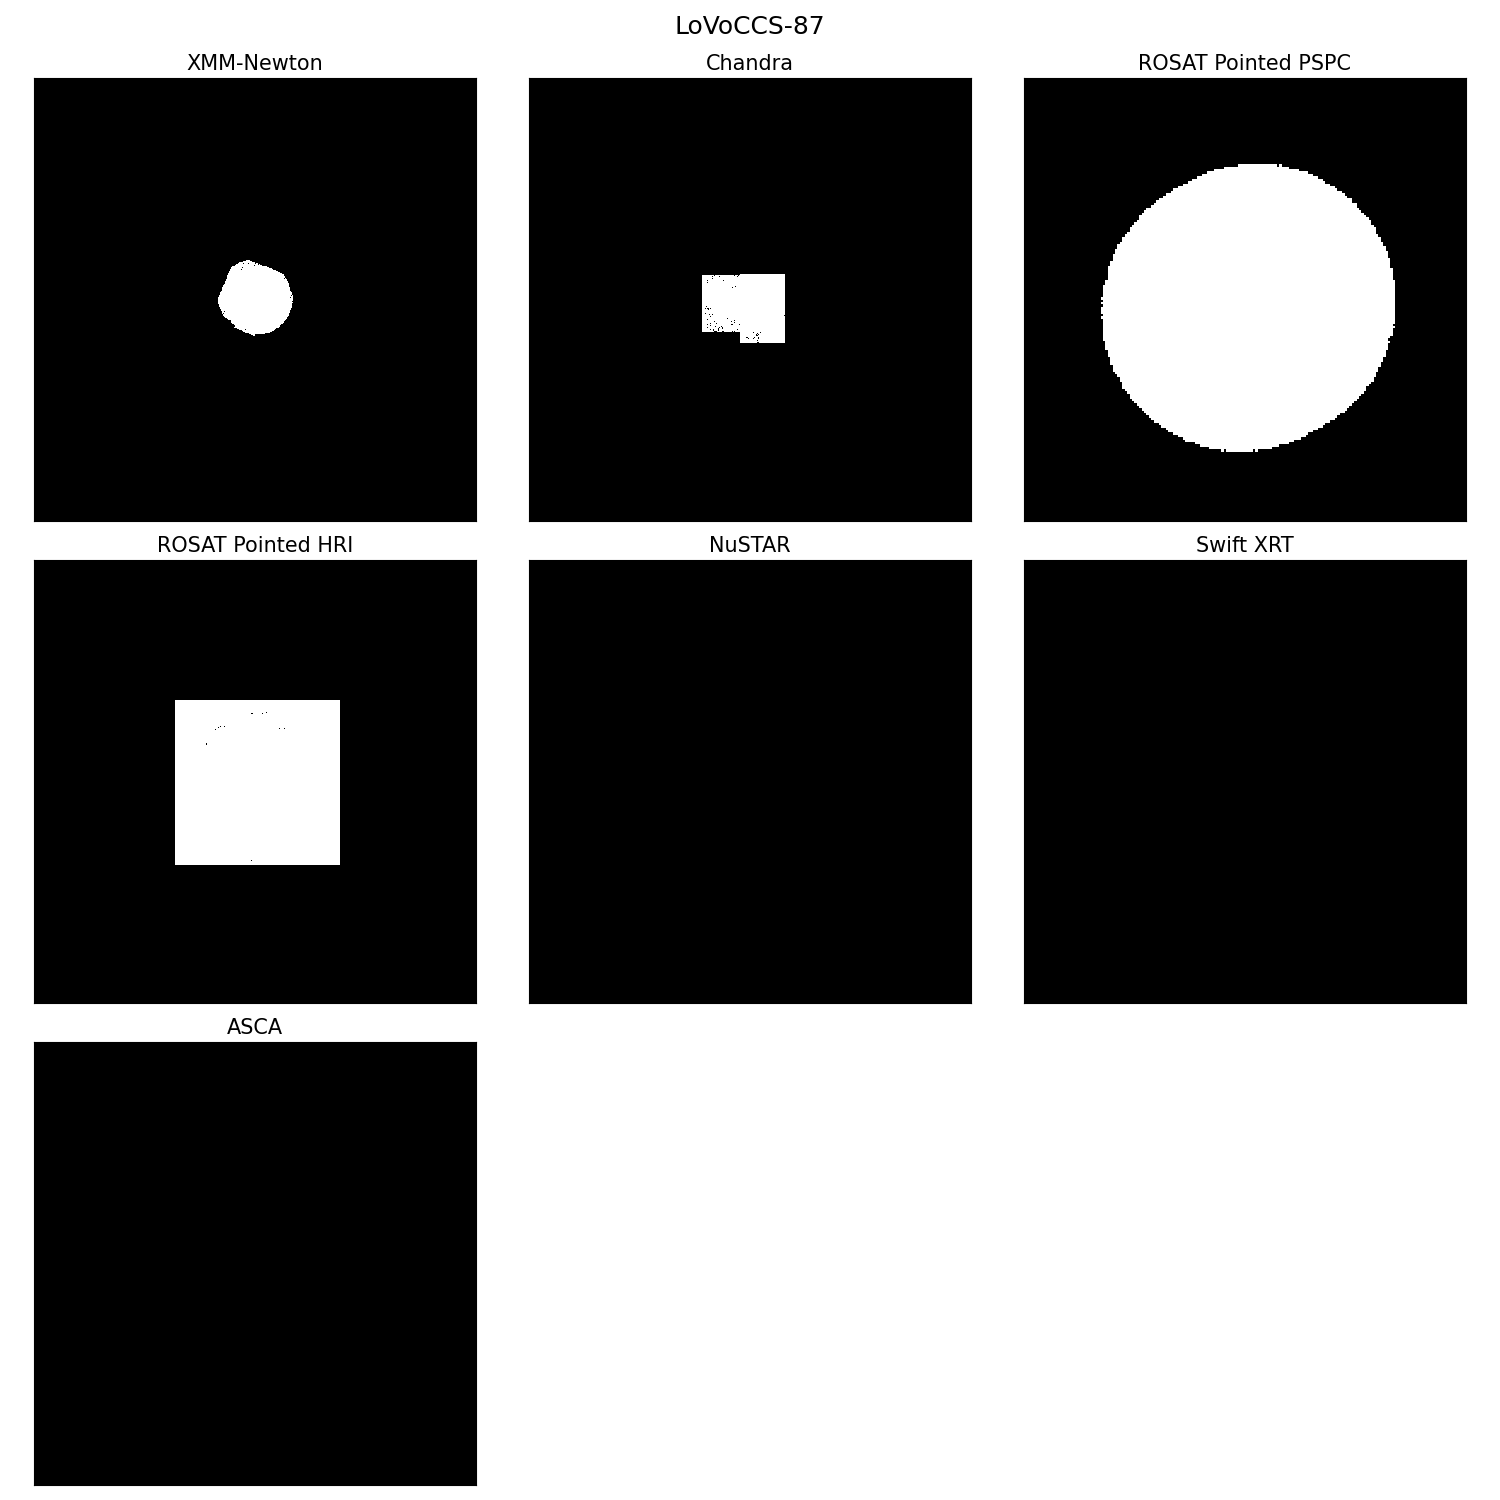 LoVoCCS-87
XMM-Newton
Chandra
ROSAT Pointed PSPC
ROSAT Pointed HRI
NuSTAR
Swift XRT
ASCA